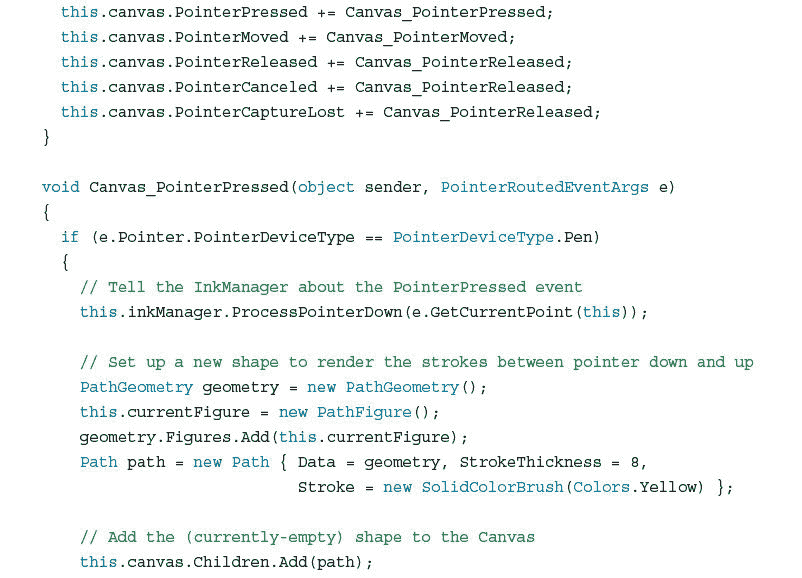 this.canvas.PointerPressed += Canvas_PointerPressed;
this.canvas.PointerMoved += Canvas_PointerMoved;
this.canvas.PointerReleased += Canvas_PointerReleased;
this.canvas.PointerCanceled += Canvas_PointerReleased;
this.canvas.PointerCaptureLost += Canvas_PointerReleased;
}

void Canvas_PointerPressed(object sender, PointerRoutedEventArgs e)
{
if (e.Pointer.PointerDeviceType == PointerDeviceType.Pen)
{
// Tell the InkManager about the PointerPressed event
this.inkManager.ProcessPointerDown(e.GetCurrentPoint(this));

// Set up a new shape to render the strokes between pointer down and up
PathGeometry geometry = new PathGeometry();
this.currentFigure = new PathFigure();
geometry.Figures.Add(this.currentFigure);
Path path = new Path { Data = geometry, StrokeThickness = 8,
Stroke = new SolidColorBrush(Colors.Yellow) };

// Add the (currently-empty) shape to the Canvas
this.canvas.Children.Add(path);